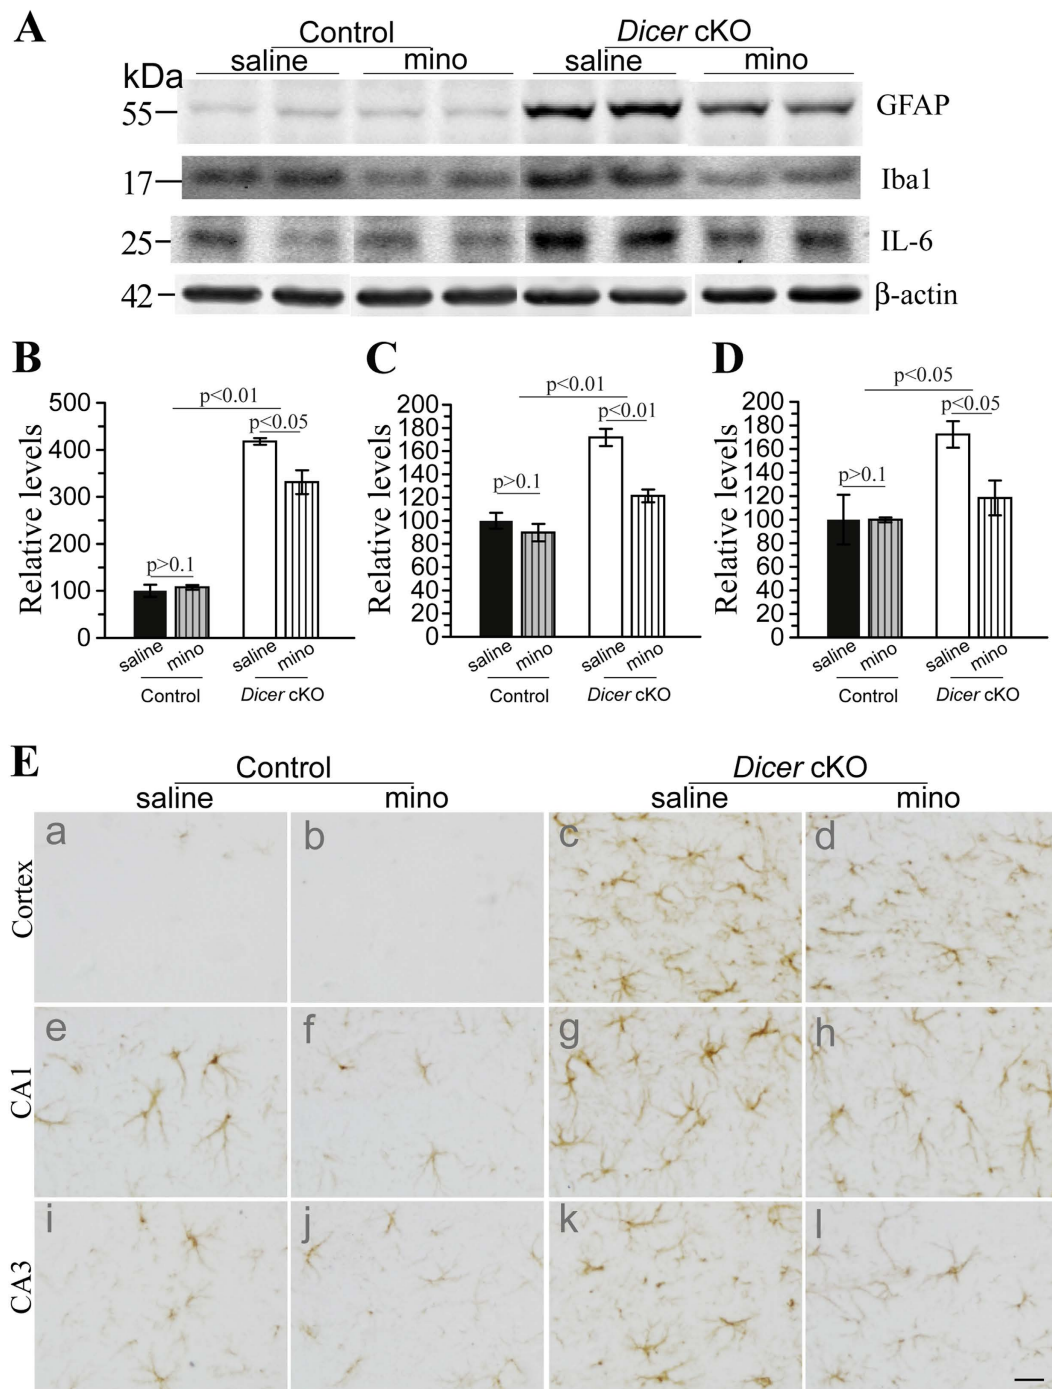 A
Control
Dicer cKO
saline
mino
saline
mino
kDa
55
GFAP
17
Iba1
25
IL-6
42
β-actin
B
Relative levels
500
400
300
200
100
0
p<0.01
p<0.05
p>0.1
saline
mino
saline
mino
Control
Dicer cKO
C
Relative levels
200
180
160
140
120
100
80
60
40
20
0
p<0.01
p<0.01
p>0.1
saline
mino
saline
mino
Control
Dicer cKO
D
Relative levels
200
180
160
140
120
100
80
60
40
20
0
p<0.05
p<0.05
p>0.1
saline
mino
saline
mino
Control
Dicer cKO
E
Control
Dicer cKO
saline
mino
saline
mino
Cortex
a
b
c
d
CA1
e
f
g
h
CA3
i
j
k
l